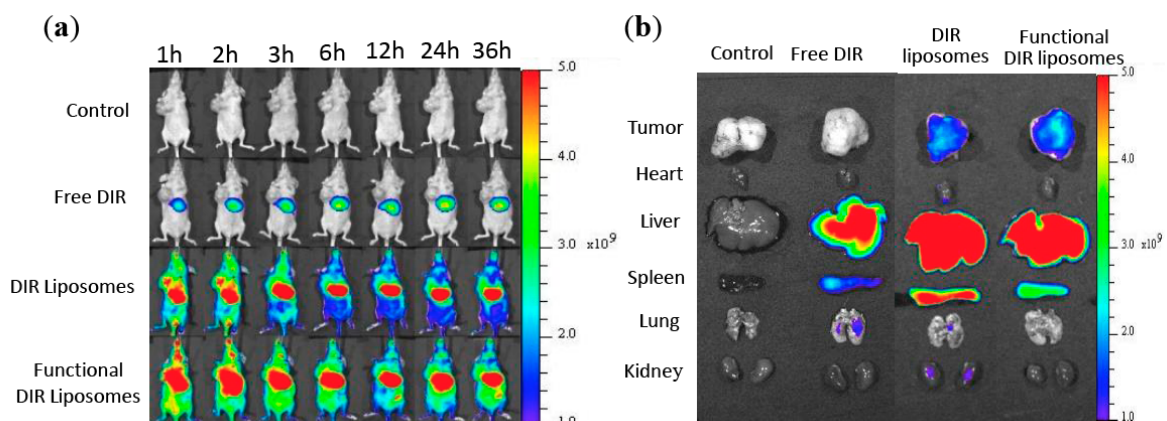 (a)
1h 2h 3h 6h 12h 24h 36h
Control
Free DIR
DIR Liposomes
Functional
DIR Liposomes
5.0
4.0
3.0
x10^9
2.0
1.0
(b)
Control Free DIR DIR liposomes Functional DIR liposomes
Tumor
Heart
Liver
Spleen
Lung
Kidney
5.0
4.0
3.0
x10^9
2.0
1.0